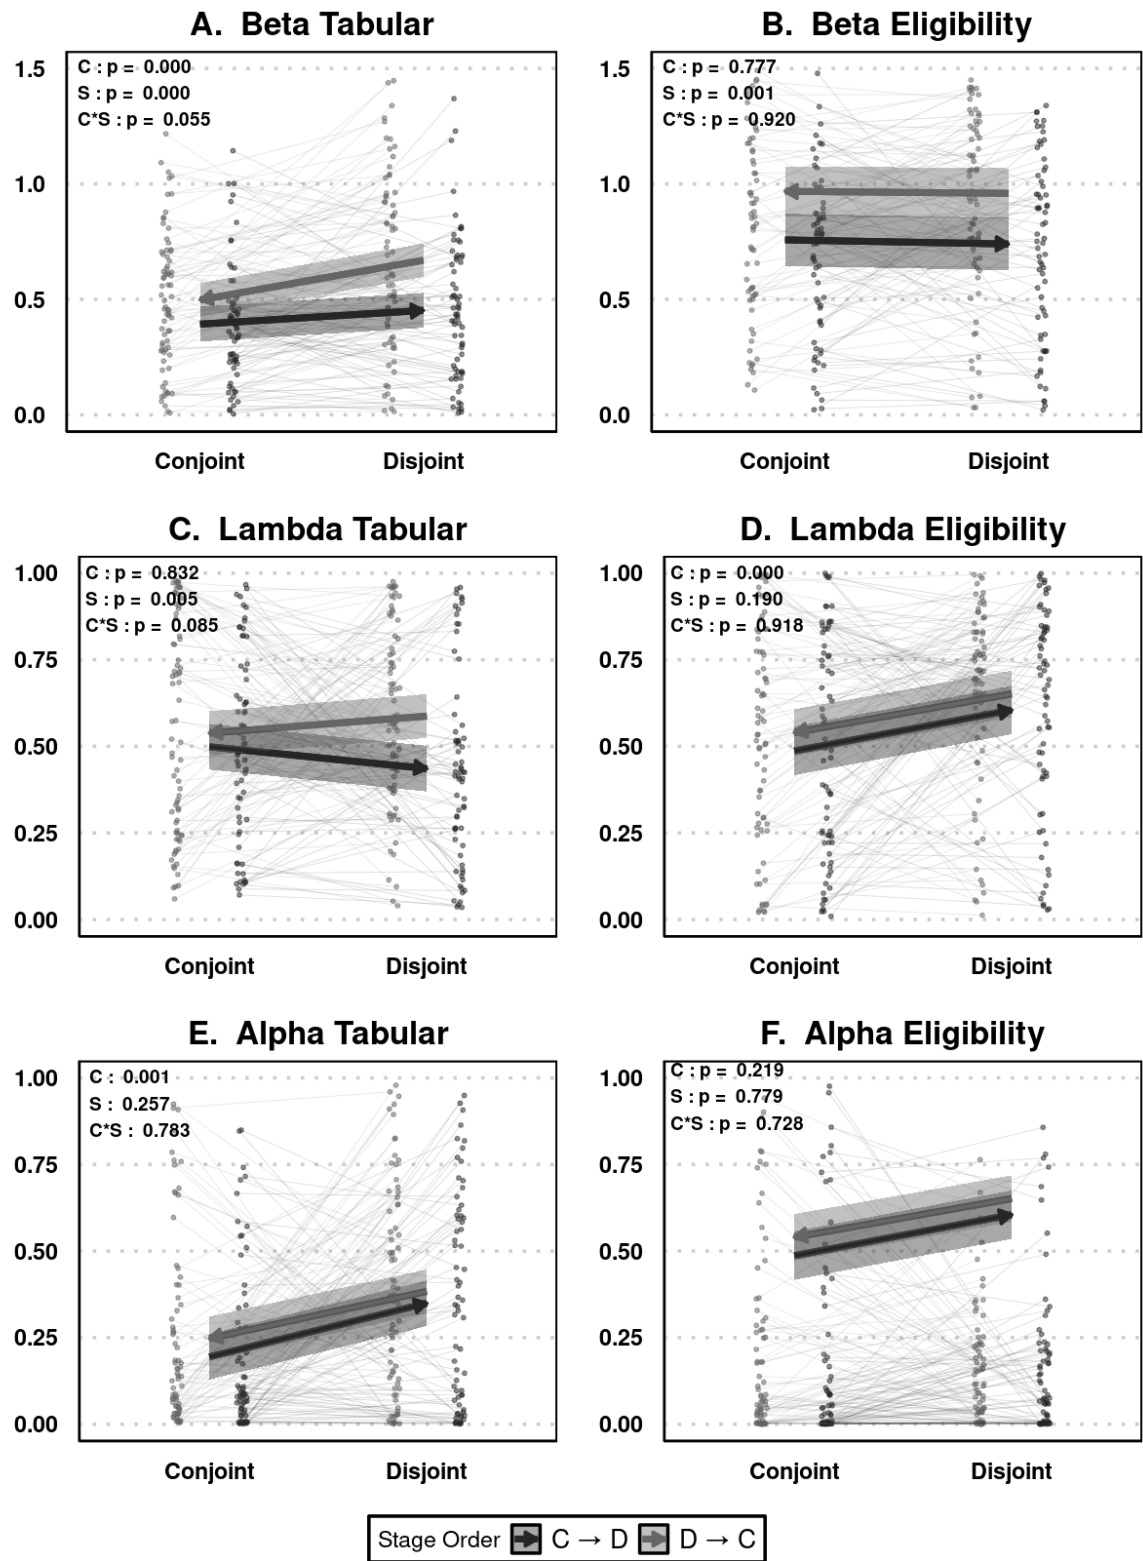 A. Beta Tabular
1.5
1.0
0.5
0.0
C : p = 0.000
S : p = 0.000
C*S : p = 0.055
Conjoint Disjoint
B. Beta Eligibility
1.5
1.0
0.5
0.0
C : p = 0.777
S : p = 0.001
C*S : p = 0.920
Conjoint Disjoint
C. Lambda Tabular
1.00
0.75
0.50
0.25
0.00
C : p = 0.832
S : p = 0.005
C*S : p = 0.085
Conjoint Disjoint
D. Lambda Eligibility
1.00
0.75
0.50
0.25
0.00
C : p = 0.000
S : p = 0.190
C*S : p = 0.918
Conjoint Disjoint
E. Alpha Tabular
1.00
0.75
0.50
0.25
0.00
C : 0.001
S : 0.257
C*S : 0.783
Conjoint Disjoint
F. Alpha Eligibility
1.00
0.75
0.50
0.25
0.00
C : p = 0.219
S : p = 0.779
C*S : p = 0.728
Conjoint Disjoint
Stage Order C → D D → C